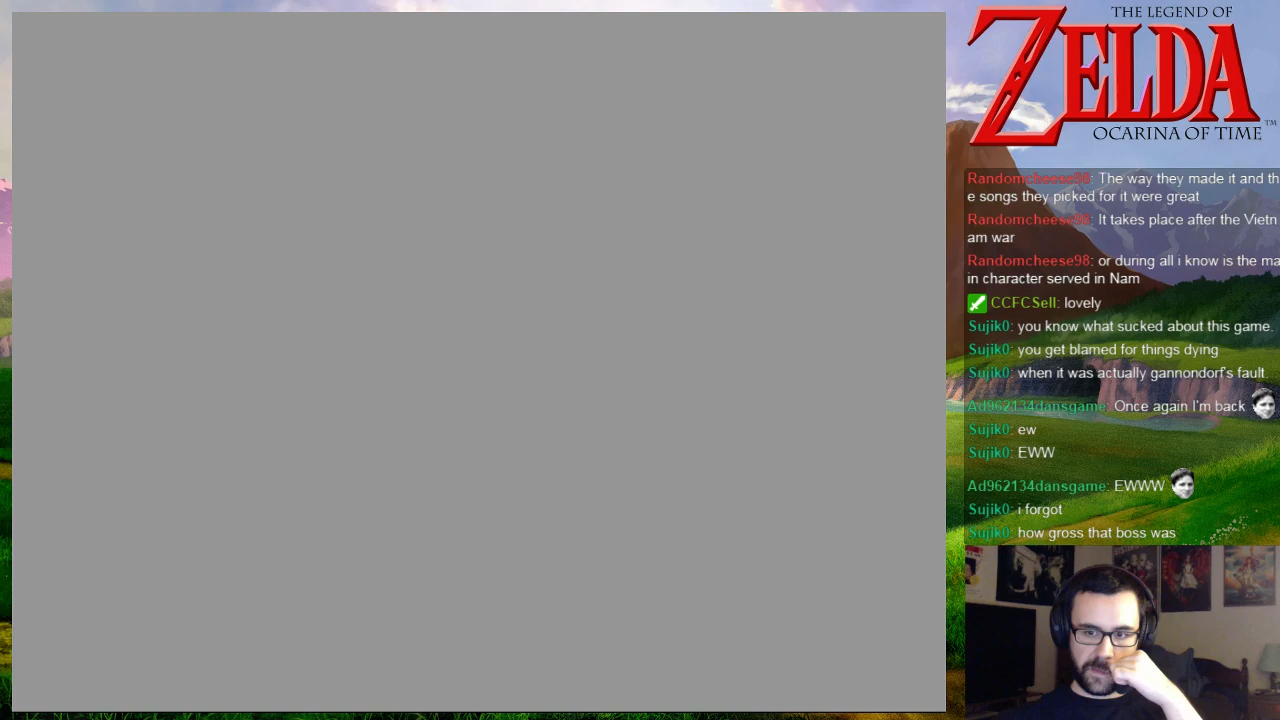 THE LEGEND OF
ZELDA
TM
OCARINA OF TIME
Randomcheese98: The way they made it and th
e songs they picked for it were great
Randomcheese98: It takes place after the Vietn
am war
Randomcheese98: or during all i know is the ma
in character served in Nam
CCFCSell: lovely
Sujik0: you know what sucked about this game.
Sujik0: you get blamed for things dying
Sujik0: when it was actually gannondorf's fault.
Ad962134dansgame: Once again I'm back
Sujik0: ew
Sujik0: EWW
Ad962134dansgame: EWWW
Sujik0: i forgot
Sujik0: how gross that boss was